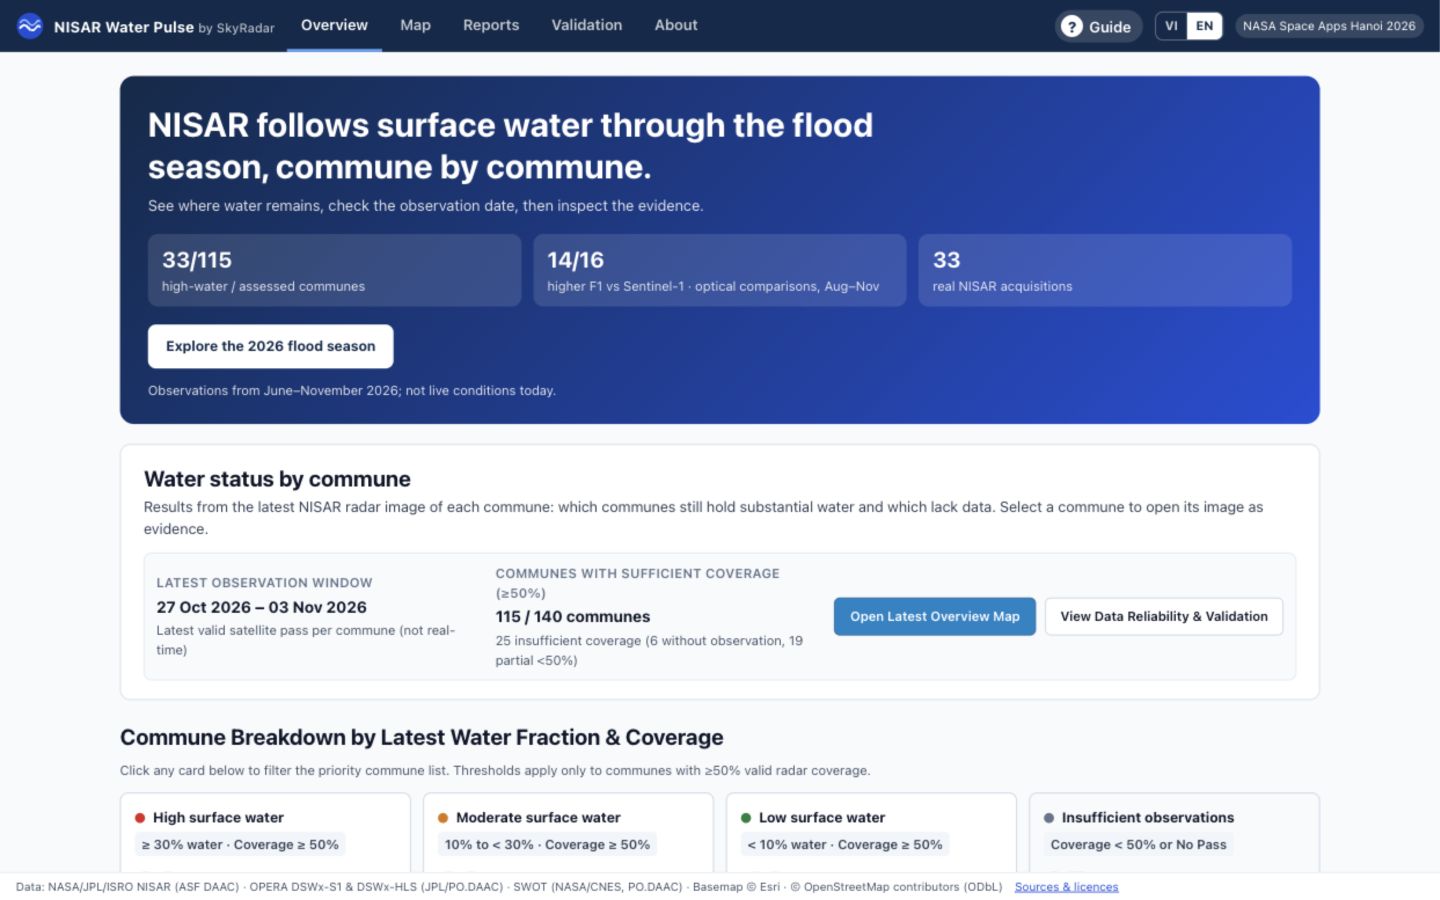 NISAR Water Pulse by SkyRadar
Overview
Map
Reports
Validation
About
? Guide
VI
EN
NASA Space Apps Hanoi 2026
NISAR follows surface water through the flood
season, commune by commune.
See where water remains, check the observation date, then inspect the evidence.
33/115
high-water / assessed communes
14/16
higher F1 vs Sentinel-1 · optical comparisons, Aug–Nov
33
real NISAR acquisitions
Explore the 2026 flood season
Observations from June–November 2026; not live conditions today.
Water status by commune
Results from the latest NISAR radar image of each commune: which communes still hold substantial water and which lack data. Select a commune to open its image as
evidence.
LATEST OBSERVATION WINDOW
27 Oct 2026 – 03 Nov 2026
Latest valid satellite pass per commune (not real-
time)
COMMUNES WITH SUFFICIENT COVERAGE
(≥50%)
115 / 140 communes
25 insufficient coverage (6 without observation, 19
partial <50%)
Open Latest Overview Map
View Data Reliability & Validation
Commune Breakdown by Latest Water Fraction & Coverage
Click any card below to filter the priority commune list. Thresholds apply only to communes with ≥50% valid radar coverage.
High surface water
≥ 30% water · Coverage ≥ 50%
Moderate surface water
10% to < 30% · Coverage ≥ 50%
Low surface water
< 10% water · Coverage ≥ 50%
Insufficient observations
Coverage < 50% or No Pass
Data: NASA/JPL/ISRO NISAR (ASF DAAC) · OPERA DSWx-S1 & DSWx-HLS (JPL/PO.DAAC) · SWOT (NASA/CNES, PO.DAAC) · Basemap © Esri · © OpenStreetMap contributors (ODbL) Sources & licences